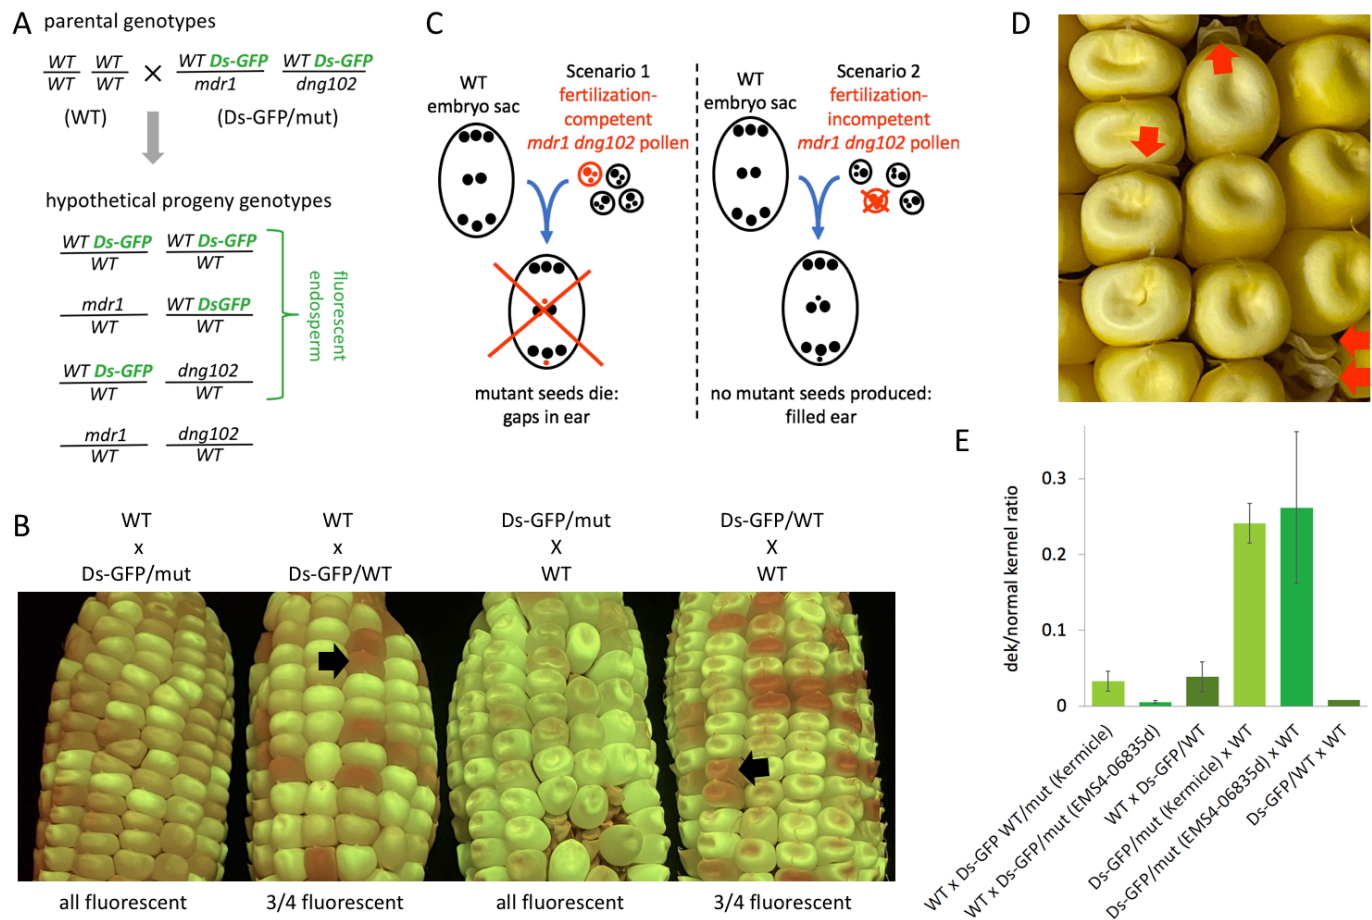 A
parental genotypes
WT WT WT Ds-GFP WT Ds-GFP
×
WT WT mdr1 dng102
(WT) (Ds-GFP/mut)
hypothetical progeny genotypes
WT Ds-GFP WT Ds-GFP
WT WT
mdr1 WT DsGFP
WT WT
WT Ds-GFP dng102
WT WT
mdr1 dng102
WT WT
fluorescent
endosperm
B
WT
x
Ds-GFP/mut
WT
x
Ds-GFP/WT
Ds-GFP/mut
X
WT
Ds-GFP/WT
X
WT
all fluorescent
3/4 fluorescent
all fluorescent
3/4 fluorescent
C
WT
embryo sac
Scenario 1
fertilization-
competent
mdr1 dng102 pollen
mutant seeds die:
gaps in ear
WT
embryo sac
Scenario 2
fertilization-
incompetent
mdr1 dng102 pollen
no mutant seeds produced:
filled ear
D
E
dek/normal kernel ratio
0.3
0.2
0.1
0
WT x Ds-GFP WT/mut (Kermicle)
WT x Ds-GFP/mut (EMS4-06835d)
WT x Ds-GFP/WT
Ds-GFP/mut (Kermicle) x WT
Ds-GFP/mut (EMS4-06835d) x WT
Ds-GFP/WT x WT